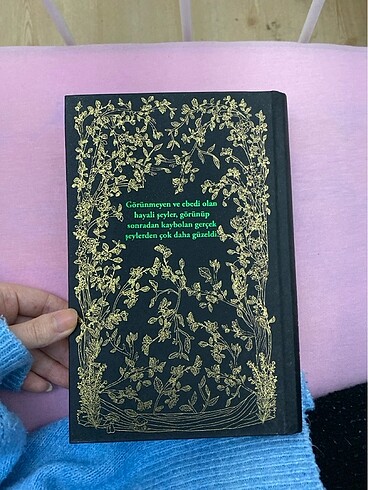 Görünmeyen ve ebedi olan
hayali şeyler, görünüp
sonradan kaybolan gerçek
şeylerden çok daha güzeldi.